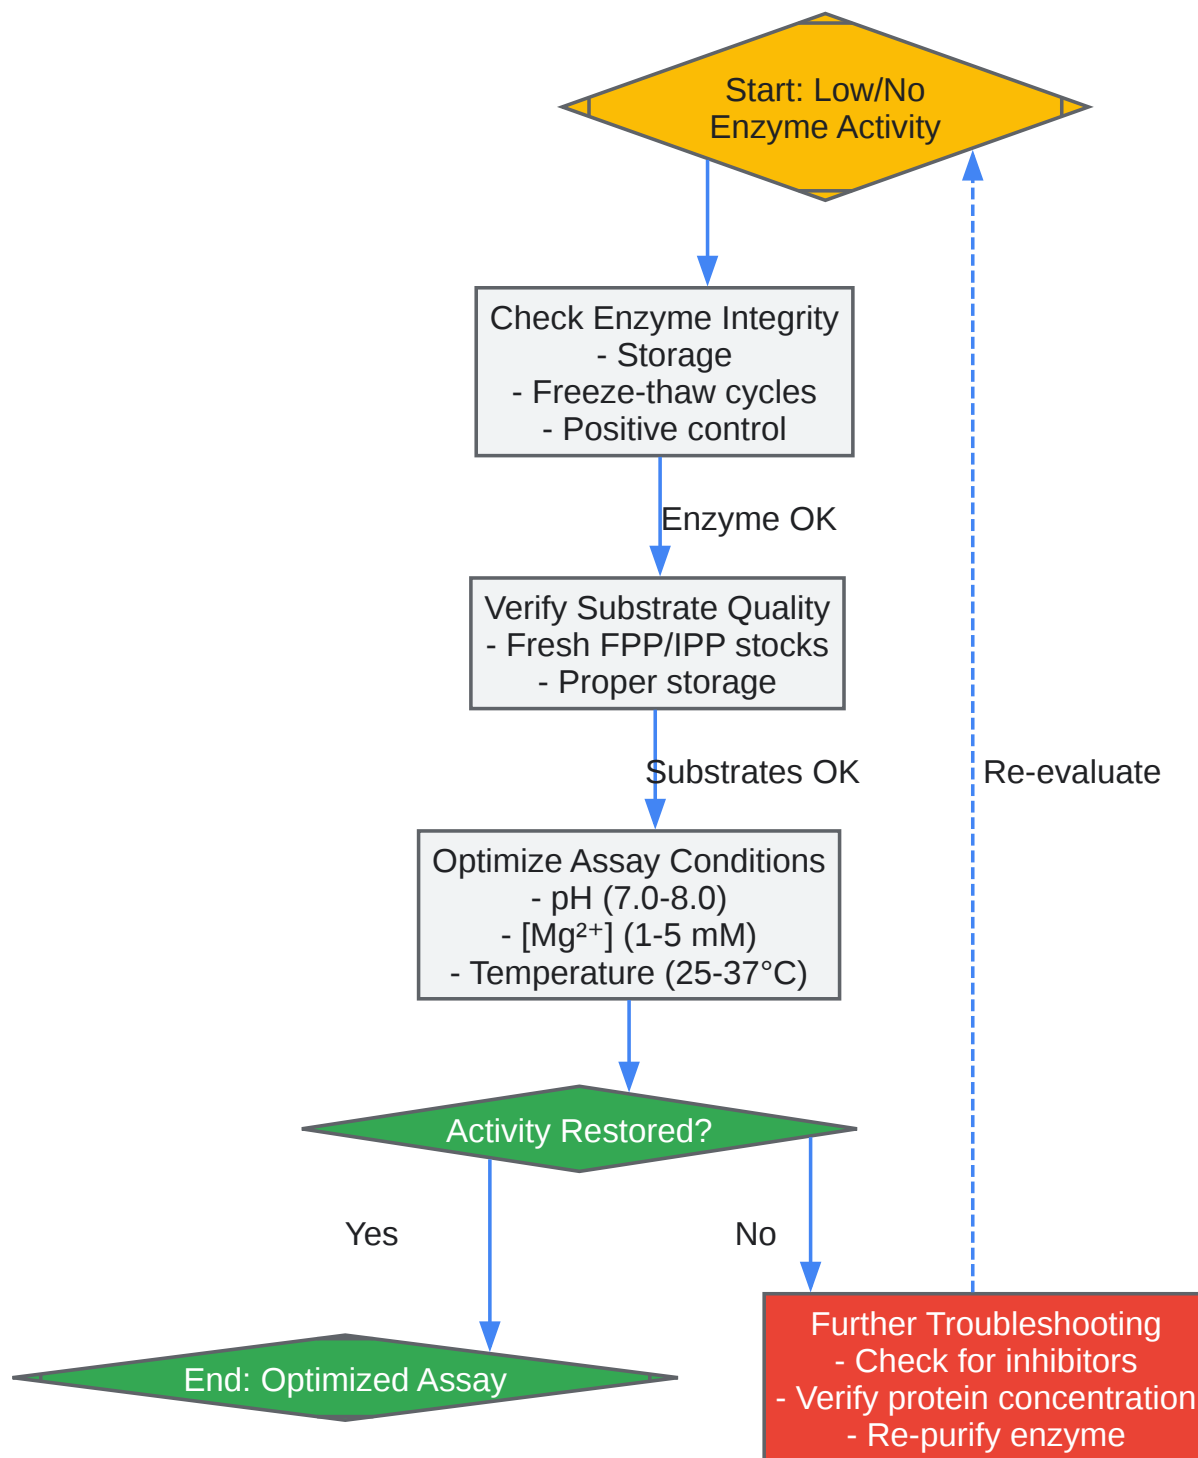 Start: Low/No
Enzyme Activity
Check Enzyme Integrity
- Storage
- Freeze-thaw cycles
- Positive control
Enzyme OK
Verify Substrate Quality
- Fresh FPP/IPP stocks
- Proper storage
Substrates OK
Re-evaluate
Optimize Assay Conditions
- pH (7.0-8.0)
- [Mg²⁺] (1-5 mM)
- Temperature (25-37°C)
Activity Restored?
Yes
No
End: Optimized Assay
Further Troubleshooting
- Check for inhibitors
- Verify protein concentration
- Re-purify enzyme